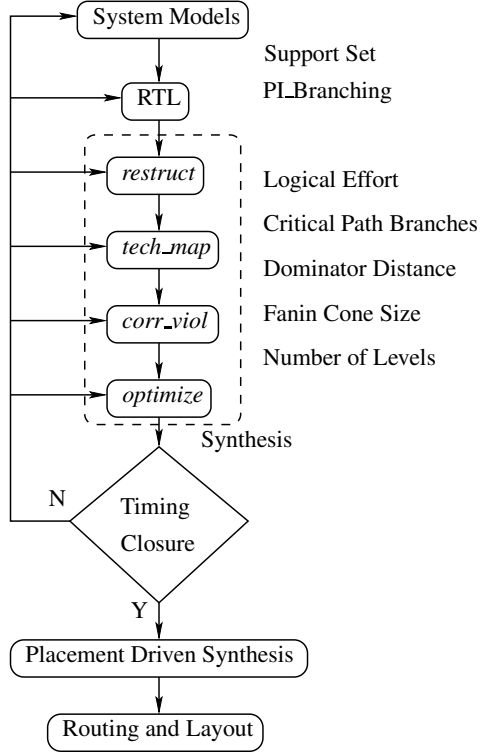 System Models
Support Set
PI_Branching
RTL
restruct
Logical Effort
Critical Path Branches
tech_map
Dominator Distance
corr_viol
Fanin Cone Size
Number of Levels
optimize
Synthesis
N
Timing
Closure
Y
Placement Driven Synthesis
Routing and Layout